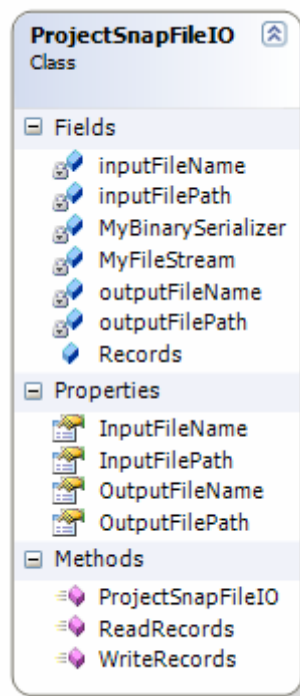 ProjectSnapFileIO
Class
Fields
inputFileName
inputFilePath
MyBinarySerializer
MyFileStream
outputFileName
outputFilePath
Records
Properties
InputFileName
InputFilePath
OutputFileName
OutputFilePath
Methods
ProjectSnapFileIO
ReadRecords
WriteRecords